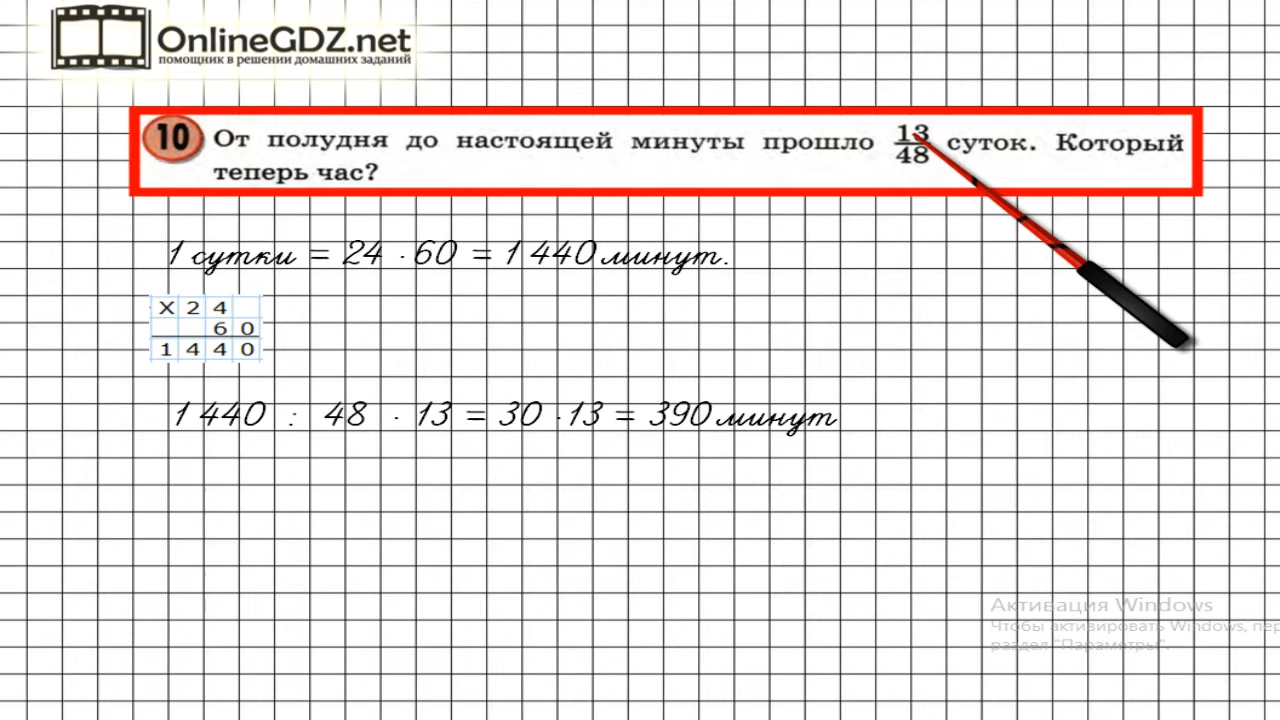 OnlineGDZ.net
помощник в решении домашних заданий
10 От полудня до настоящей минуты прошло 13/48 суток. Который
теперь час?
1 сутки = 24 · 60 = 1 440 минут.
X 2 4
6 0
1 4 4 0
1 440 : 48 · 13 = 30 · 13 = 390 минут
Активация Windows
Чтобы активировать Windows, пер
раздел "Параметры".